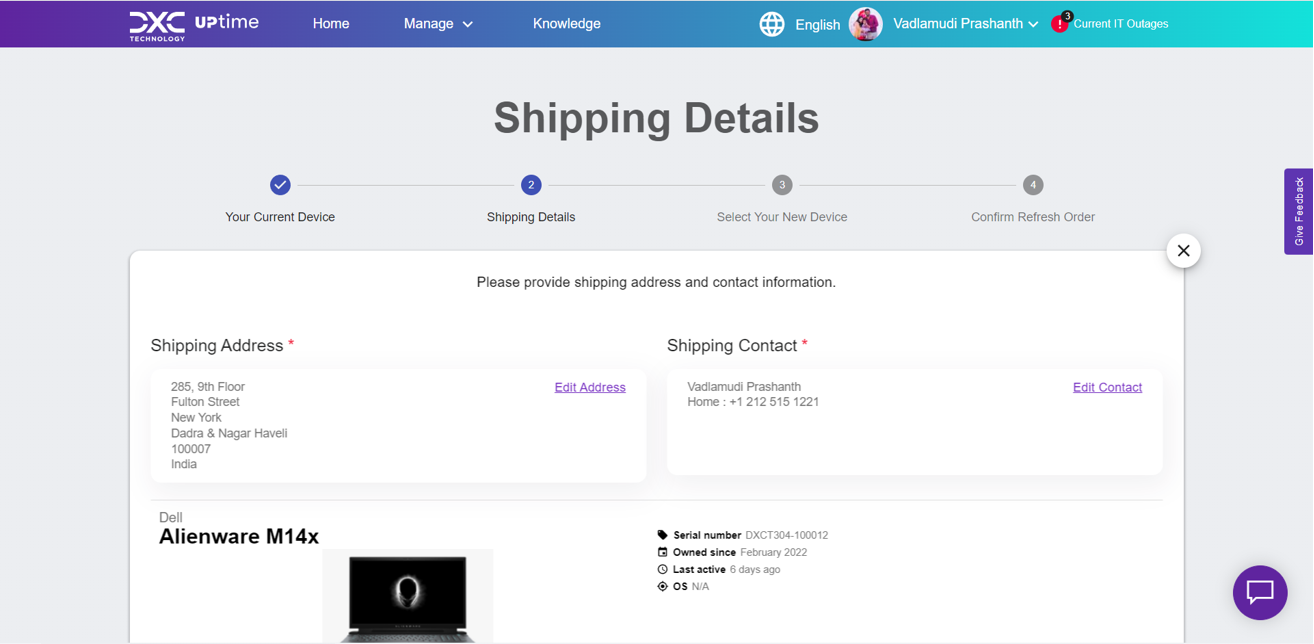 DXC TECHNOLOGY UPtime
Home
Manage
Knowledge
English
Vadlamudi Prashanth
! 3 Current IT Outages
Shipping Details
2
3
4
Your Current Device
Shipping Details
Select Your New Device
Confirm Refresh Order
Give Feedback
Please provide shipping address and contact information.
Shipping Address *
285, 9th Floor
Fulton Street
New York
Dadra & Nagar Haveli
100007
India
Edit Address
Shipping Contact *
Vadlamudi Prashanth
Home : +1 212 515 1221
Edit Contact
Dell
Alienware M14x
Serial number DXCT304-100012
Owned since February 2022
Last active 6 days ago
OS N/A